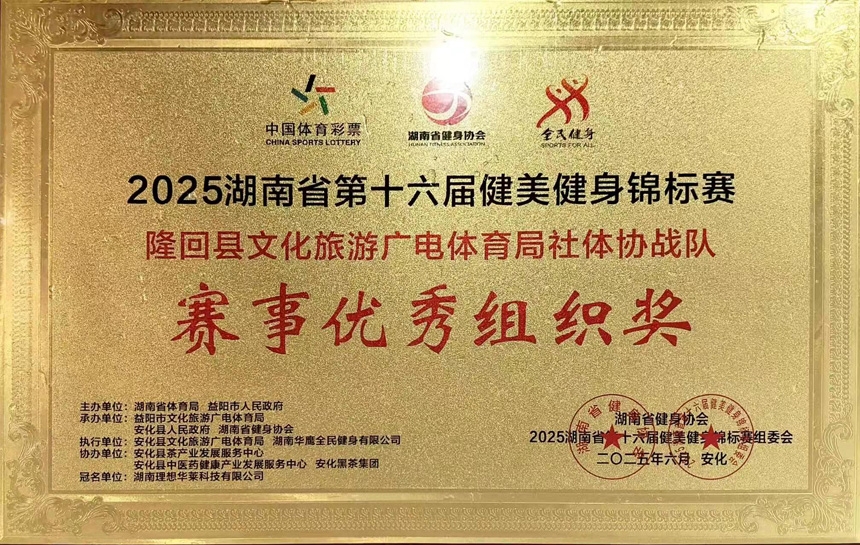 中国体育彩票
CHINA SPORTS LOTTERY
湖南省健身协会
HUNAN FITNESS ASSOCIATION
全民健身
SPORTS FOR ALL
2025湖南省第十六届健美健身锦标赛
隆回县文化旅游广电体育局社体协战队
赛事优秀组织奖
主办单位：湖南省体育局 益阳市人民政府
承办单位：益阳市文化旅游广电体育局
安化县人民政府 湖南省健身协会
执行单位：安化县文化旅游广电体育局 湖南华鹰全民健身有限公司
协办单位：安化县茶产业发展服务中心
安化县中医药健康产业发展服务中心 安化黑茶集团
冠名单位：湖南理想华莱科技有限公司
湖南省健身协会
2025湖南省第十六届健美健身锦标赛组委会
二〇二五年六月 安化